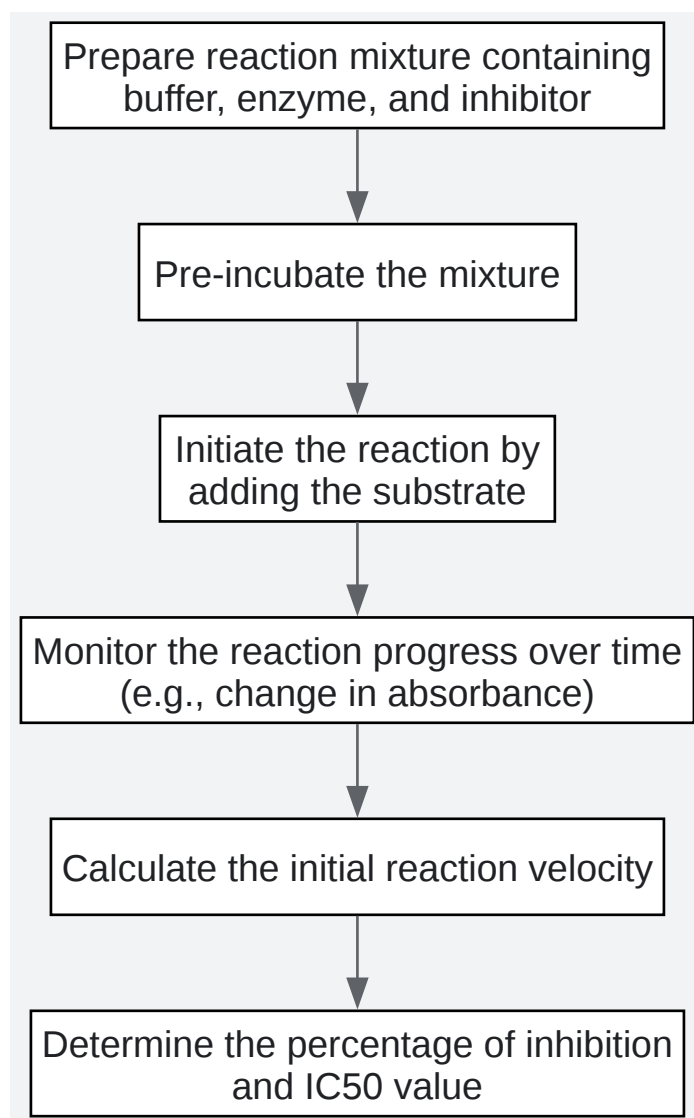 Prepare reaction mixture containing
buffer, enzyme, and inhibitor
Pre-incubate the mixture
Initiate the reaction by
adding the substrate
Monitor the reaction progress over time
(e.g., change in absorbance)
Calculate the initial reaction velocity
Determine the percentage of inhibition
and IC50 value